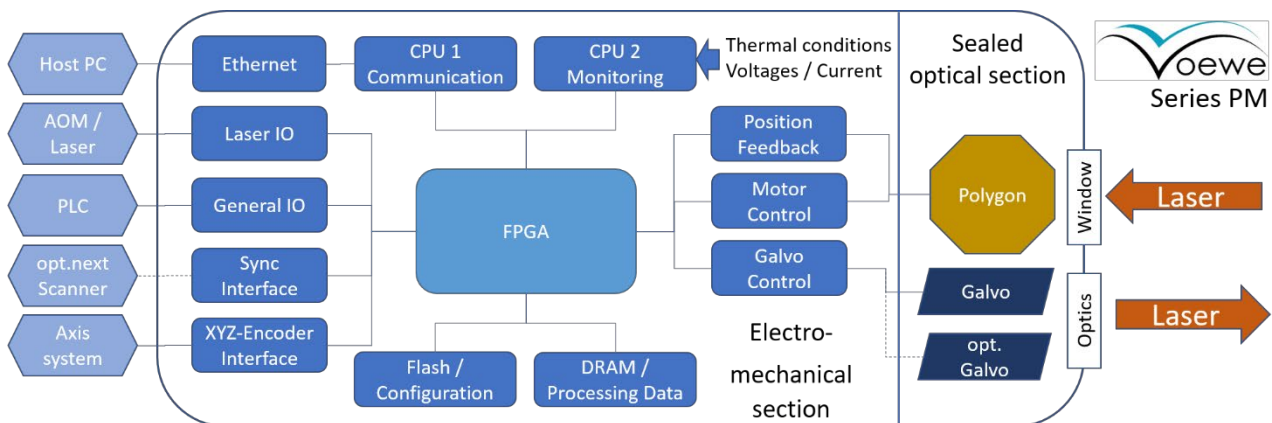 Host PC
Ethernet
CPU 1
Communication
CPU 2
Monitoring
Thermal conditions
Voltages / Current
Sealed
optical section
oewe
Series PM
AOM /
Laser
Laser IO
Position
Feedback
PLC
General IO
FPGA
Motor
Control
Polygon
Window
Laser
opt.next
Scanner
Sync
Interface
Galvo
Control
Galvo
Optics
Laser
Axis
system
XYZ-Encoder
Interface
Flash /
Configuration
DRAM /
Processing Data
Electro-
mechanical
section
opt.
Galvo